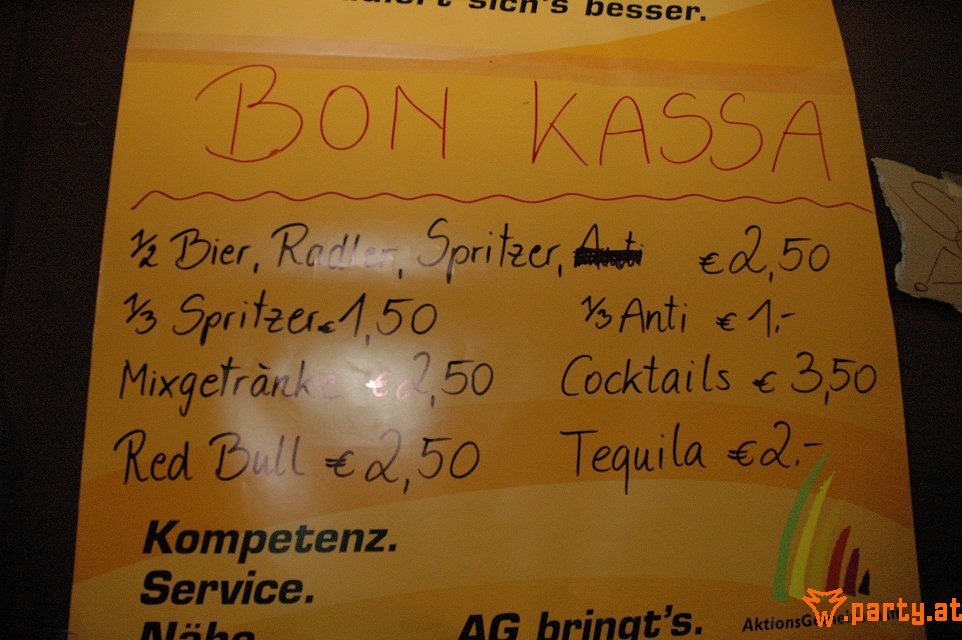 sich's besser.
BON KASSA
1/2 Bier, Radler, Spritzer, €2,50
1/3 Spritzer €1,50 1/3 Anti €1.-
Mixgetränke €2,50 Cocktails €3,50
Red Bull €2,50 Tequila €2.-
Kompetenz.
Service.
Nähe.
AG bringt's.
party.at